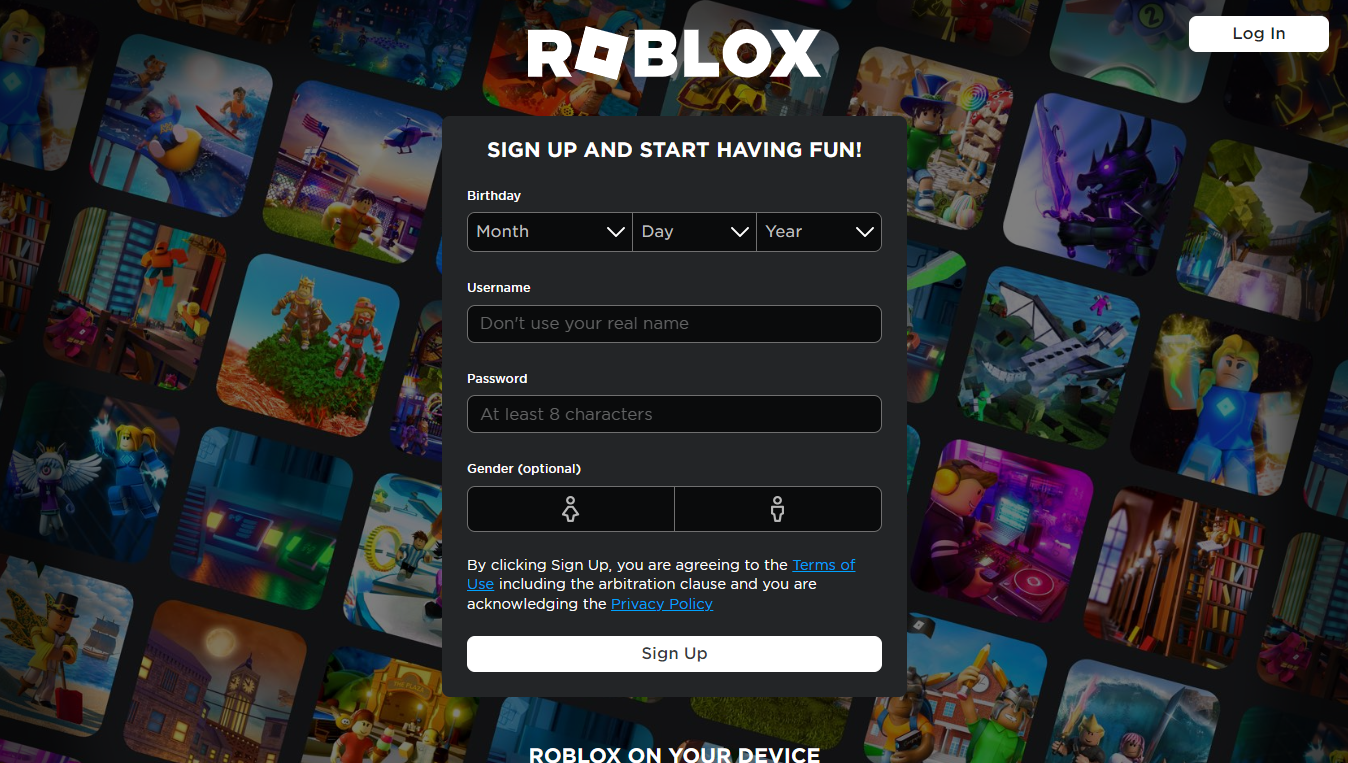 ROBLOX
Log In
SIGN UP AND START HAVING FUN!
Birthday
Month Day Year
Username
Don't use your real name
Password
At least 8 characters
Gender (optional)
By clicking Sign Up, you are agreeing to the Terms of
Use including the arbitration clause and you are
acknowledging the Privacy Policy
Sign Up
ROBLOX ON YOUR DEVICE